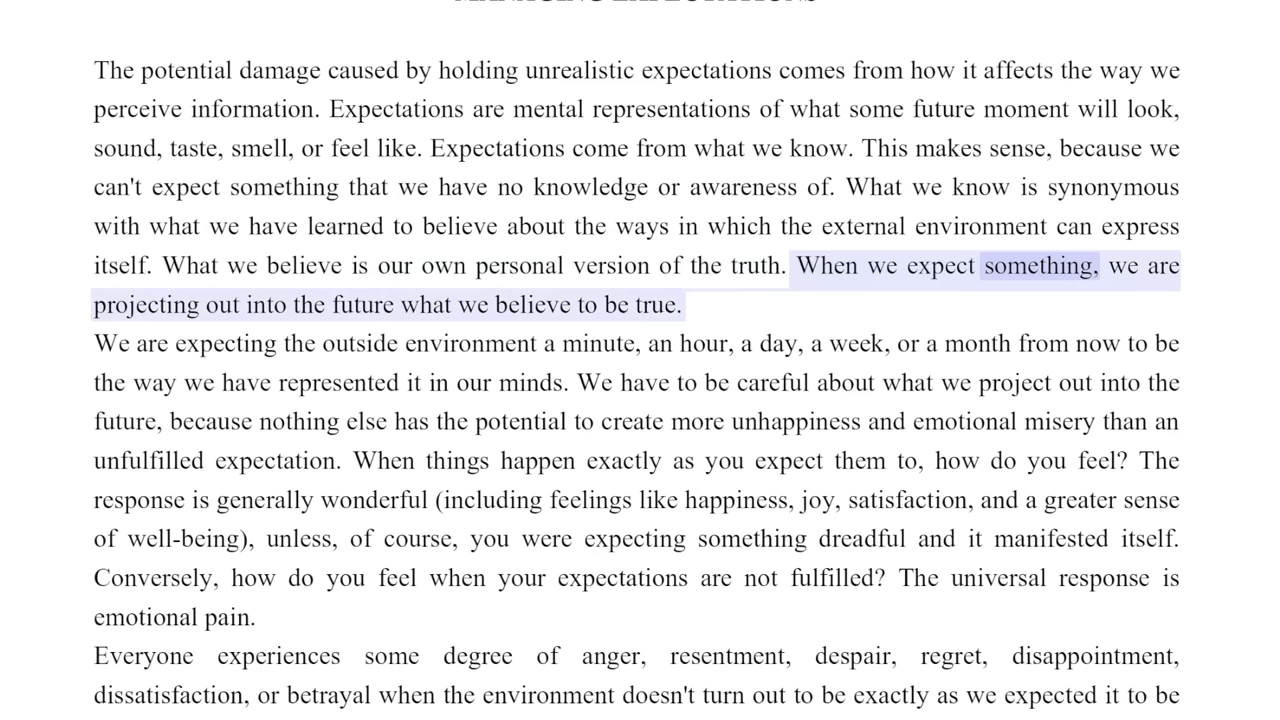 MANAGING EXPECTATIONS
The potential damage caused by holding unrealistic expectations comes from how it affects the way we
perceive information. Expectations are mental representations of what some future moment will look,
sound, taste, smell, or feel like. Expectations come from what we know. This makes sense, because we
can't expect something that we have no knowledge or awareness of. What we know is synonymous
with what we have learned to believe about the ways in which the external environment can express
itself. What we believe is our own personal version of the truth. When we expect something, we are
projecting out into the future what we believe to be true.
We are expecting the outside environment a minute, an hour, a day, a week, or a month from now to be
the way we have represented it in our minds. We have to be careful about what we project out into the
future, because nothing else has the potential to create more unhappiness and emotional misery than an
unfulfilled expectation. When things happen exactly as you expect them to, how do you feel? The
response is generally wonderful (including feelings like happiness, joy, satisfaction, and a greater sense
of well-being), unless, of course, you were expecting something dreadful and it manifested itself.
Conversely, how do you feel when your expectations are not fulfilled? The universal response is
emotional pain.
Everyone experiences some degree of anger, resentment, despair, regret, disappointment,
dissatisfaction, or betrayal when the environment doesn't turn out to be exactly as we expected it to be